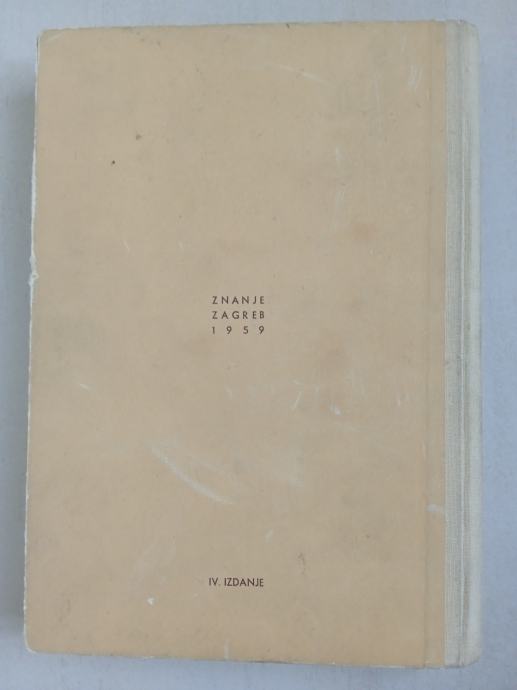 ZNANJE
ZAGREB
1959
IV. IZDANJE